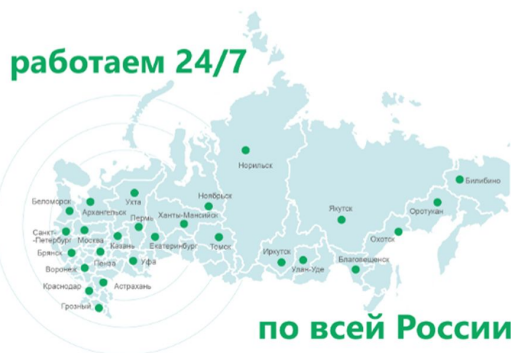 работаем 24/7
Норильск
Билибино
Ноябрьск
Беломорск
Ухта
Архангельск
Ханты-Мансийск
Якутск
Оротукан
Пермь
Санкт-
-Петербург
Москва
Казань
Екатеринбург
Томск
Охотск
Иркутск
Благовещенск
Брянск
Пенза
Уфа
Улан-Уде
Воронеж
Краснодар
Астрахань
Грозный
по всей России